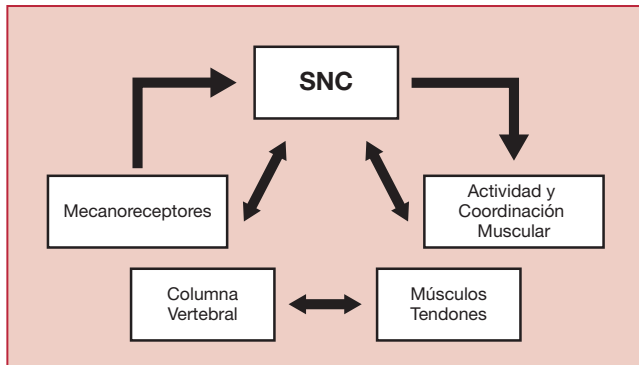 SNC
Mecanoreceptores
Actividad y
Coordinación
Muscular
Columna
Vertebral
Músculos
Tendones